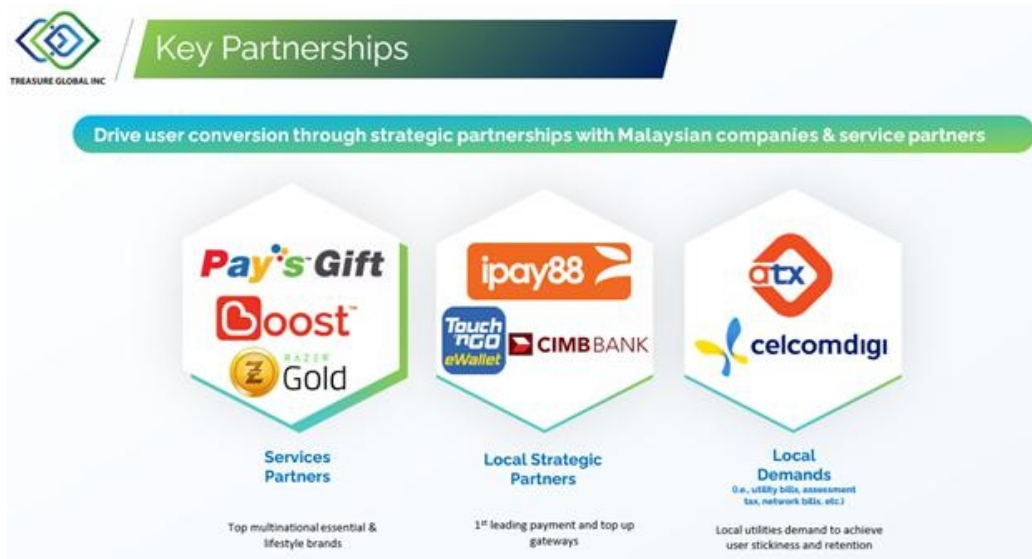 TREASURE GLOBAL INC
Key Partnerships
Drive user conversion through strategic partnerships with Malaysian companies & service partners
Pay's Gift
Boost™
RAZER
Gold
Services
Partners
Top multinational essential &
lifestyle brands
ipay88
Touch
'nGO
eWallet
CIMB BANK
Local Strategic
Partners
1st leading payment and top up
gateways
atx
celcomdigi
Local
Demands
(i.e., utility bills, assessment
tax, network bills, etc.)
Local utilities demand to achieve
user stickiness and retention